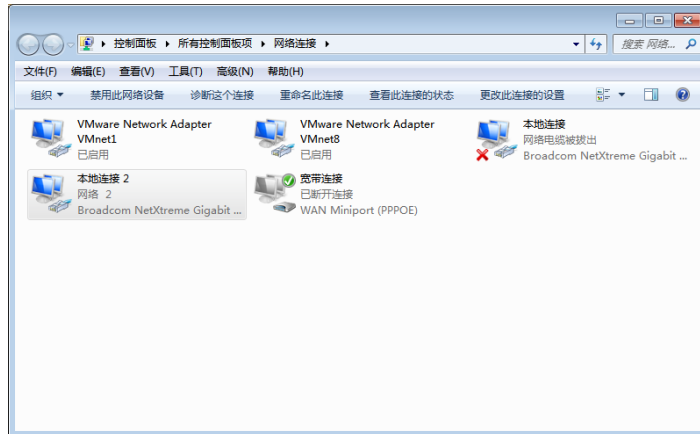 控制面板 ▸ 所有控制面板项 ▸ 网络连接 ▸
搜索 网络...
文件(F) 编辑(E) 查看(V) 工具(T) 高级(N) 帮助(H)
组织 禁用此网络设备 诊断这个连接 重命名此连接 查看此连接的状态 更改此连接的设置
VMware Network Adapter
VMnet1
已启用
VMware Network Adapter
VMnet8
已启用
本地连接
网络电缆被拔出
Broadcom NetXtreme Gigabit ...
本地连接 2
网络 2
Broadcom NetXtreme Gigabit ...
宽带连接
已断开连接
WAN Miniport (PPPOE)